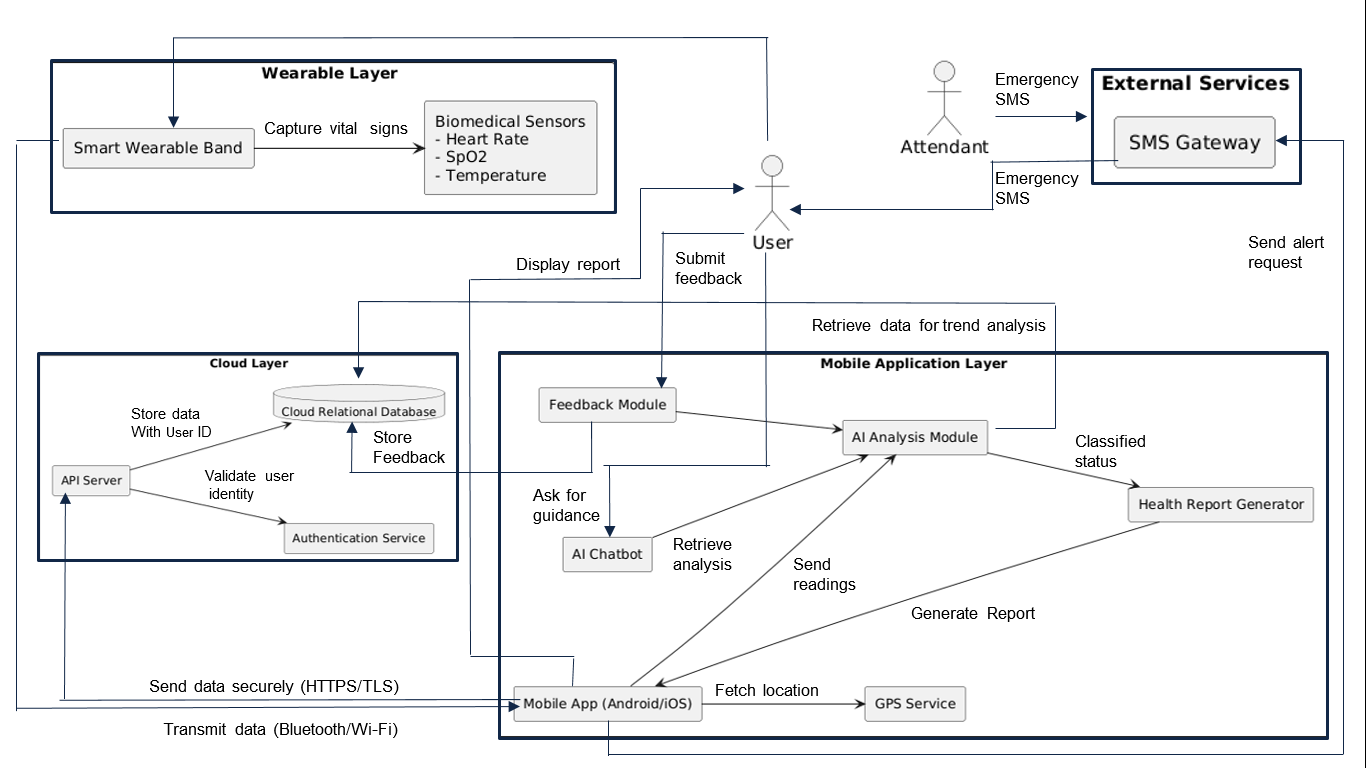 Wearable Layer
Smart Wearable Band
Capture vital signs
Biomedical Sensors
- Heart Rate
- SpO2
- Temperature
Attendant
Emergency
SMS
External Services
SMS Gateway
Emergency
SMS
User
Send alert
request
Display report
Submit
feedback
Retrieve data for trend analysis
Cloud Layer
Cloud Relational Database
Store data
With User ID
Store
Feedback
API Server
Validate user
identity
Authentication Service
Mobile Application Layer
Feedback Module
AI Analysis Module
Classified
status
Health Report Generator
Ask for
guidance
AI Chatbot
Retrieve
analysis
Send
readings
Generate Report
Send data securely (HTTPS/TLS)
Transmit data (Bluetooth/Wi-Fi)
Mobile App (Android/iOS)
Fetch location
GPS Service